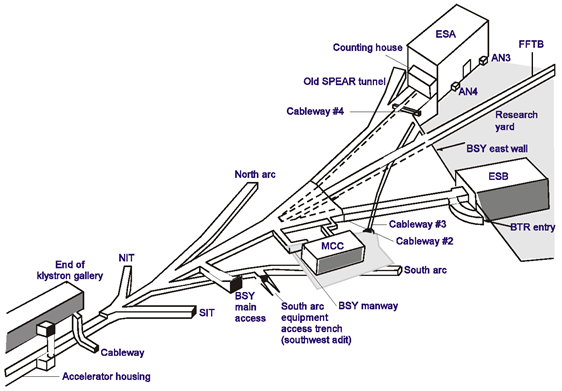 ESA
Counting house
FFTB
AN3
Old SPEAR tunnel
AN4
Cableway #4
Research
yard
BSY east wall
North arc
ESB
Cableway #3
BTR entry
Cableway #2
MCC
NIT
End of
klystron gallery
South arc
BSY
main
access
South arc
equipment
access trench
(southwest adit)
BSY manway
SIT
Cableway
Accelerator housing